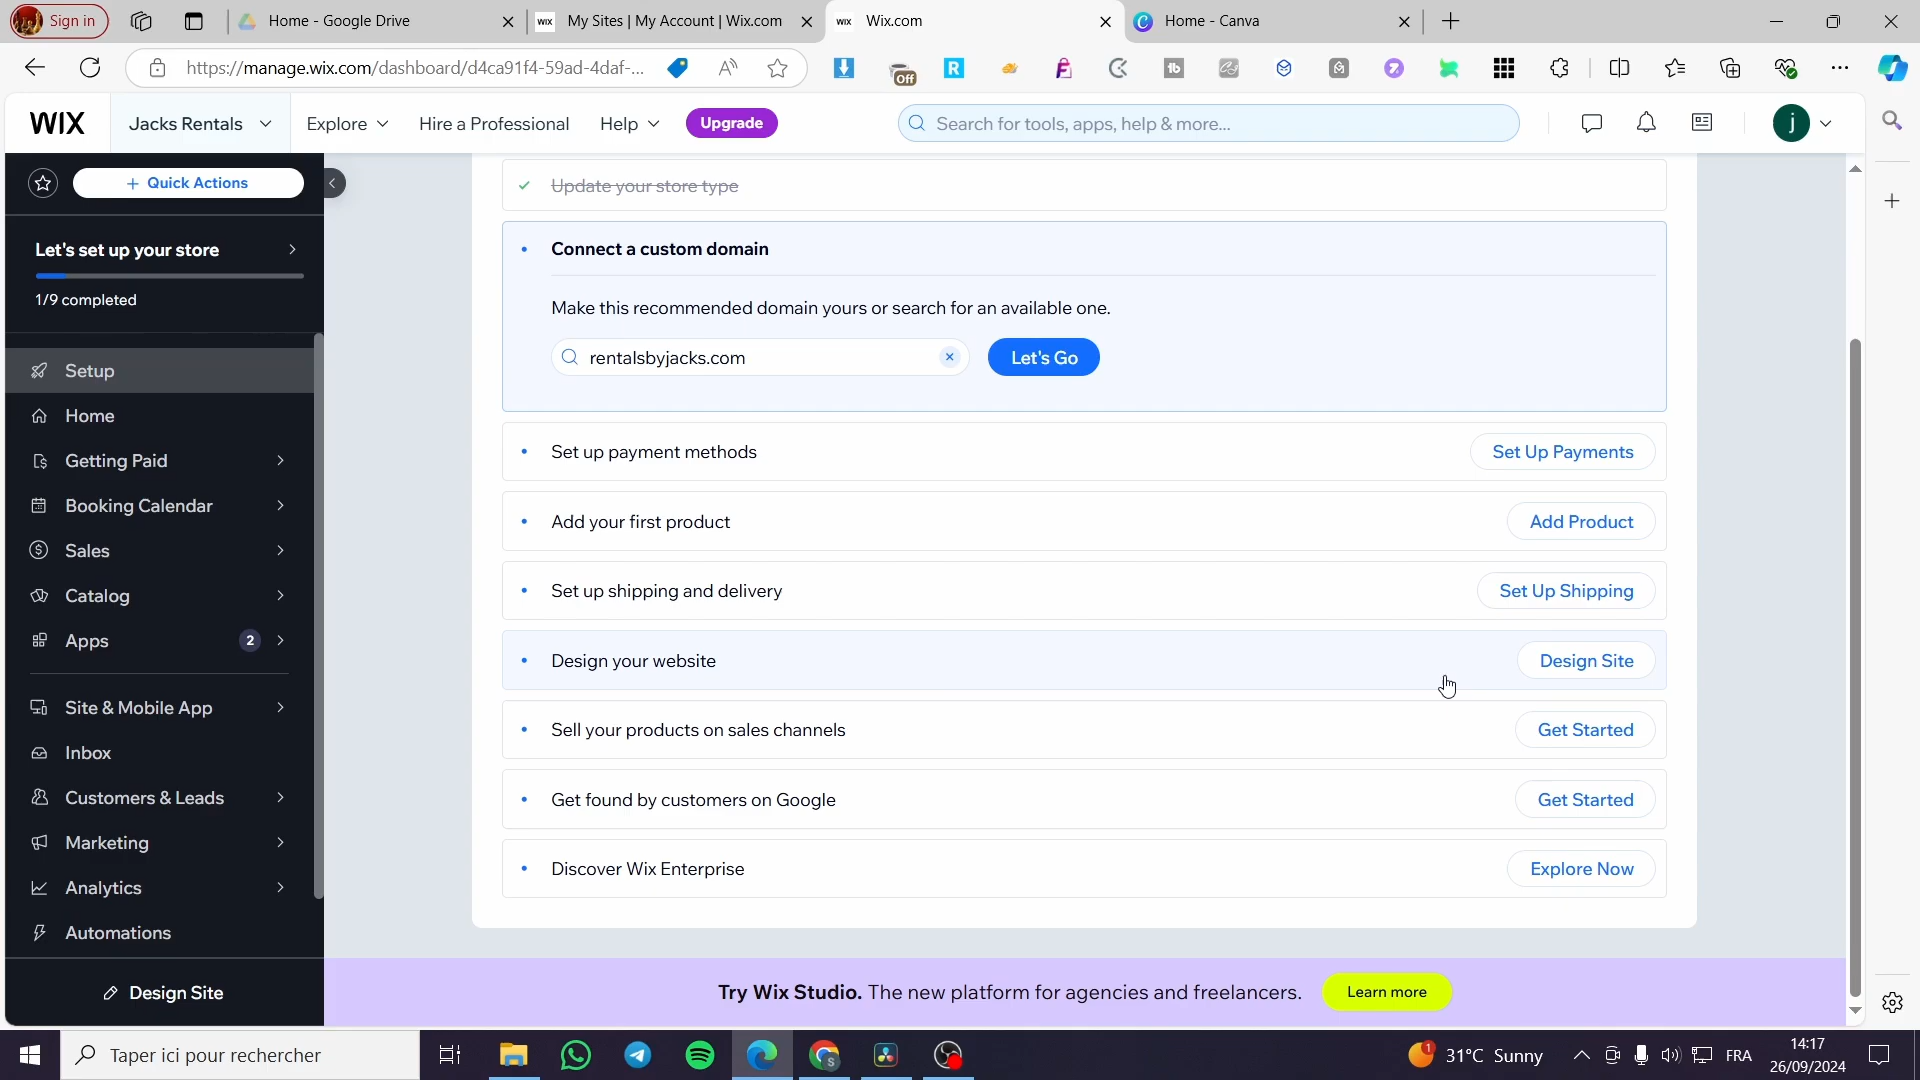 Sign in
Home - Google Drive
WIX My Sites | My Account | Wix.com
WIX Wix.com
Home - Canva
https://manage.wix.com/dashboard/d4ca91f4-59ad-4daf-...
Off
WIX
Jacks Rentals
Explore
Hire a Professional
Help
Upgrade
Search for tools, apps, help & more...
j
+ Quick Actions
Let's set up your store
1/9 completed
Setup
Home
Getting Paid
Booking Calendar
Sales
Catalog
Apps 2
Site & Mobile App
Inbox
Customers & Leads
Marketing
Analytics
Automations
Design Site
Update your store type
Connect a custom domain
Make this recommended domain yours or search for an available one.
rentalsbyjacks.com
Let's Go
Set up payment methods
Set Up Payments
Add your first product
Add Product
Set up shipping and delivery
Set Up Shipping
Design your website
Design Site
Sell your products on sales channels
Get Started
Get found by customers on Google
Get Started
Discover Wix Enterprise
Explore Now
Try Wix Studio. The new platform for agencies and freelancers.
Learn more
Taper ici pour rechercher
1
31°C Sunny
FRA
14:17
26/09/2024